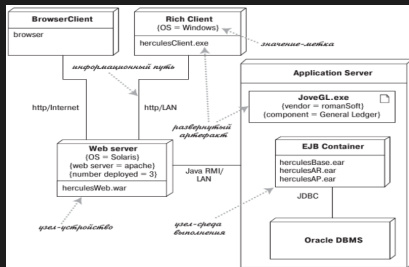 BrowserClient
browser
Rich Client
(OS = Windows)
herculesClient.exe
значение-метка
информационный путь
http/Internet
http/LAN
развернутый
артефакт
Application Server
JoveGL.exe
(vendor = romanSoft)
(component = General Ledger)
Web server
(OS = Solaris)
(web server = apache)
(number deployed = 3)
herculesWeb.war
Java RMI/
LAN
EJB Container
herculesBase.ear
herculesAR.ear
herculesAP.ear
JDBC
узел-устройство
узел-среда
выполнения
Oracle DBMS